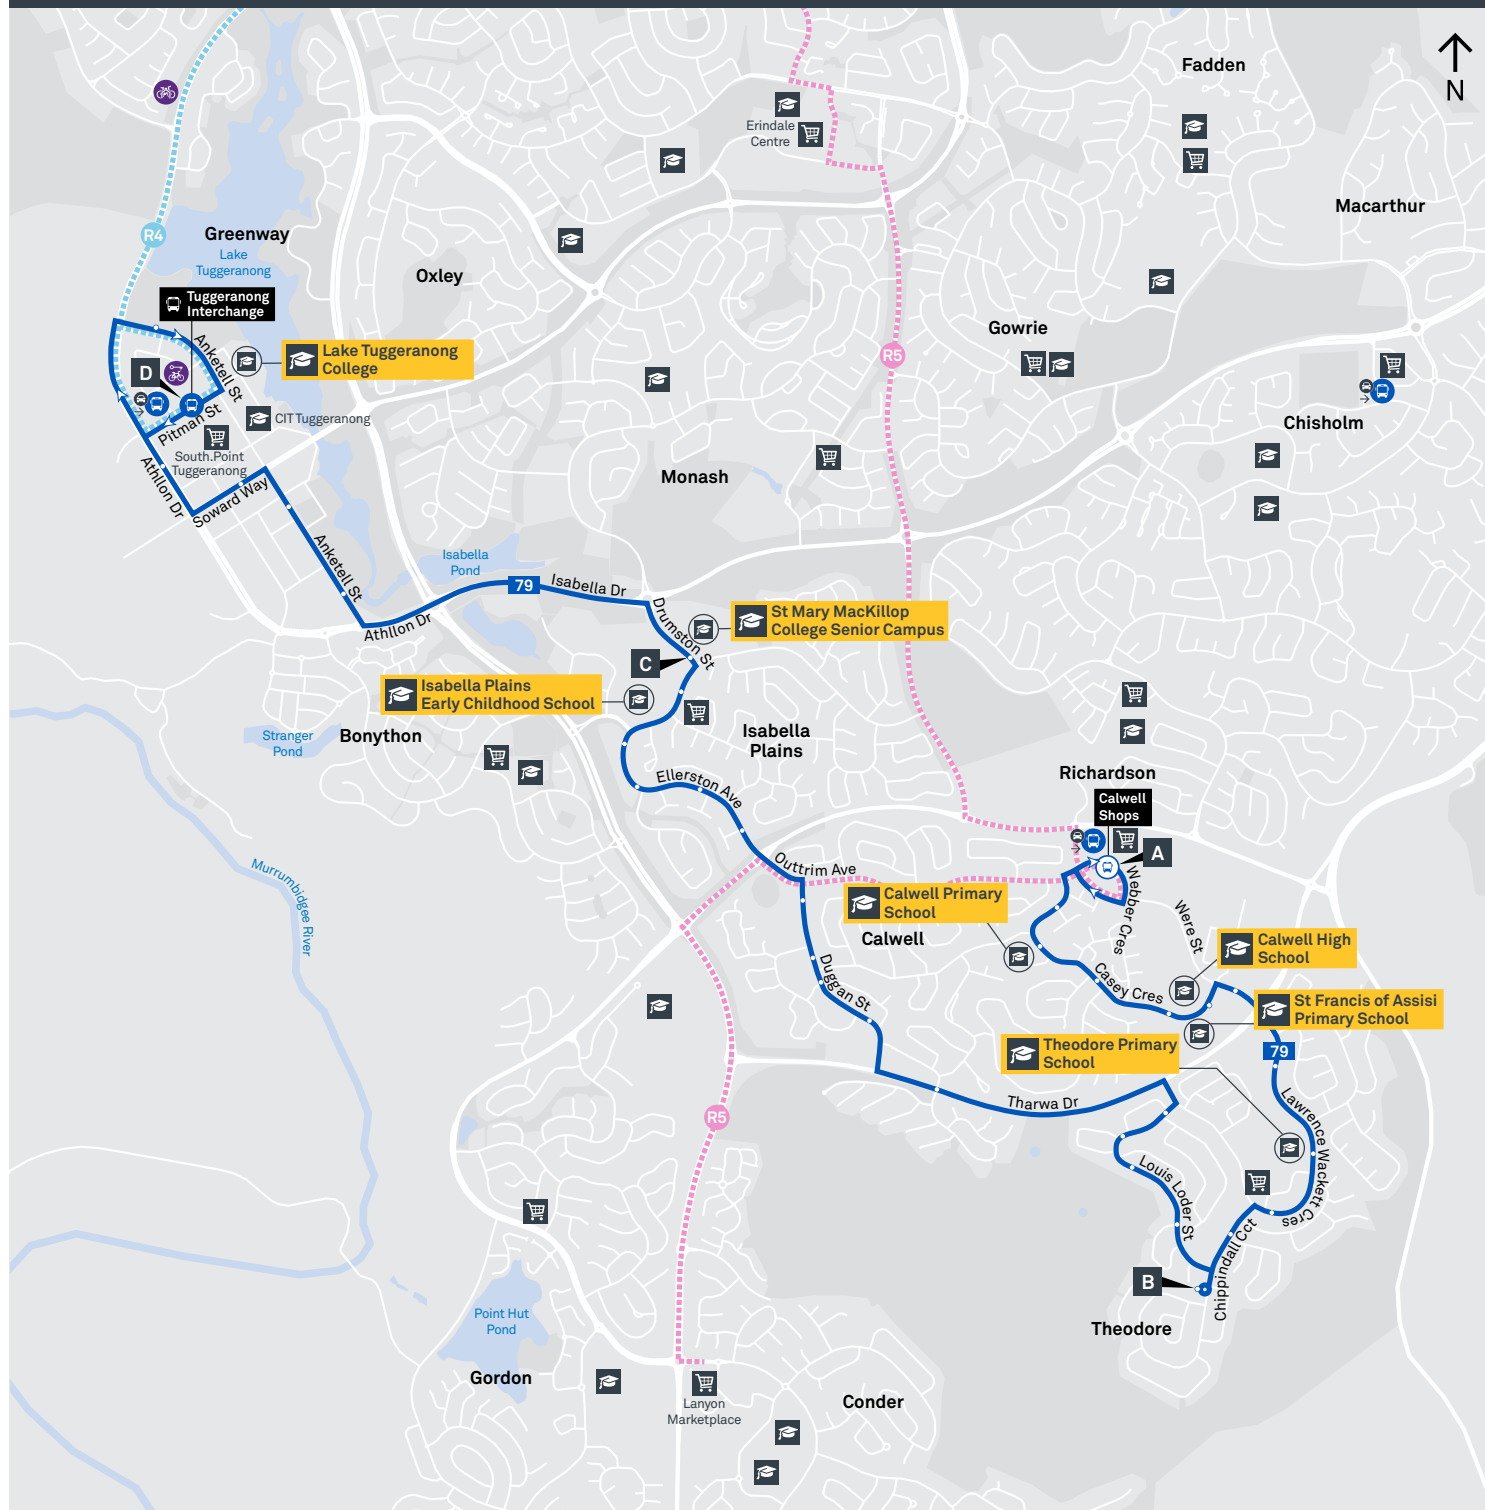 Fadden
N
Erindale
Centre
Macarthur
R4
Greenway
Lake
Tuggeranong
Oxley
Tuggeranong
Interchange
Gowrie
Anketell St
Lake Tuggeranong
College
R5
D
Pitman St
CIT Tuggeranong
Chisholm
South.Point
Tuggeranong
Monash
Athllon Dr
Soward Way
Anketell St
Isabella
Pond
79
Isabella Dr
Athllon Dr
Drumston St
St Mary MacKillop
College Senior Campus
C
Isabella Plains
Early Childhood School
Stranger
Pond
Bonython
Isabella
Plains
Ellerston Ave
Richardson
Calwell
Shops
A
Outtrim Ave
Webber Cres
Murrumbidgee River
Calwell Primary
School
Calwell
Were St
Calwell High
School
Duggan St
Casey Cres
St Francis of Assisi
Primary School
Theodore Primary
School
79
Tharwa Dr
Lawrence Wackett Cres
R5
Louis Loder St
Chippindall Cct
B
Theodore
Point Hut
Pond
Gordon
Lanyon
Marketplace
Conder